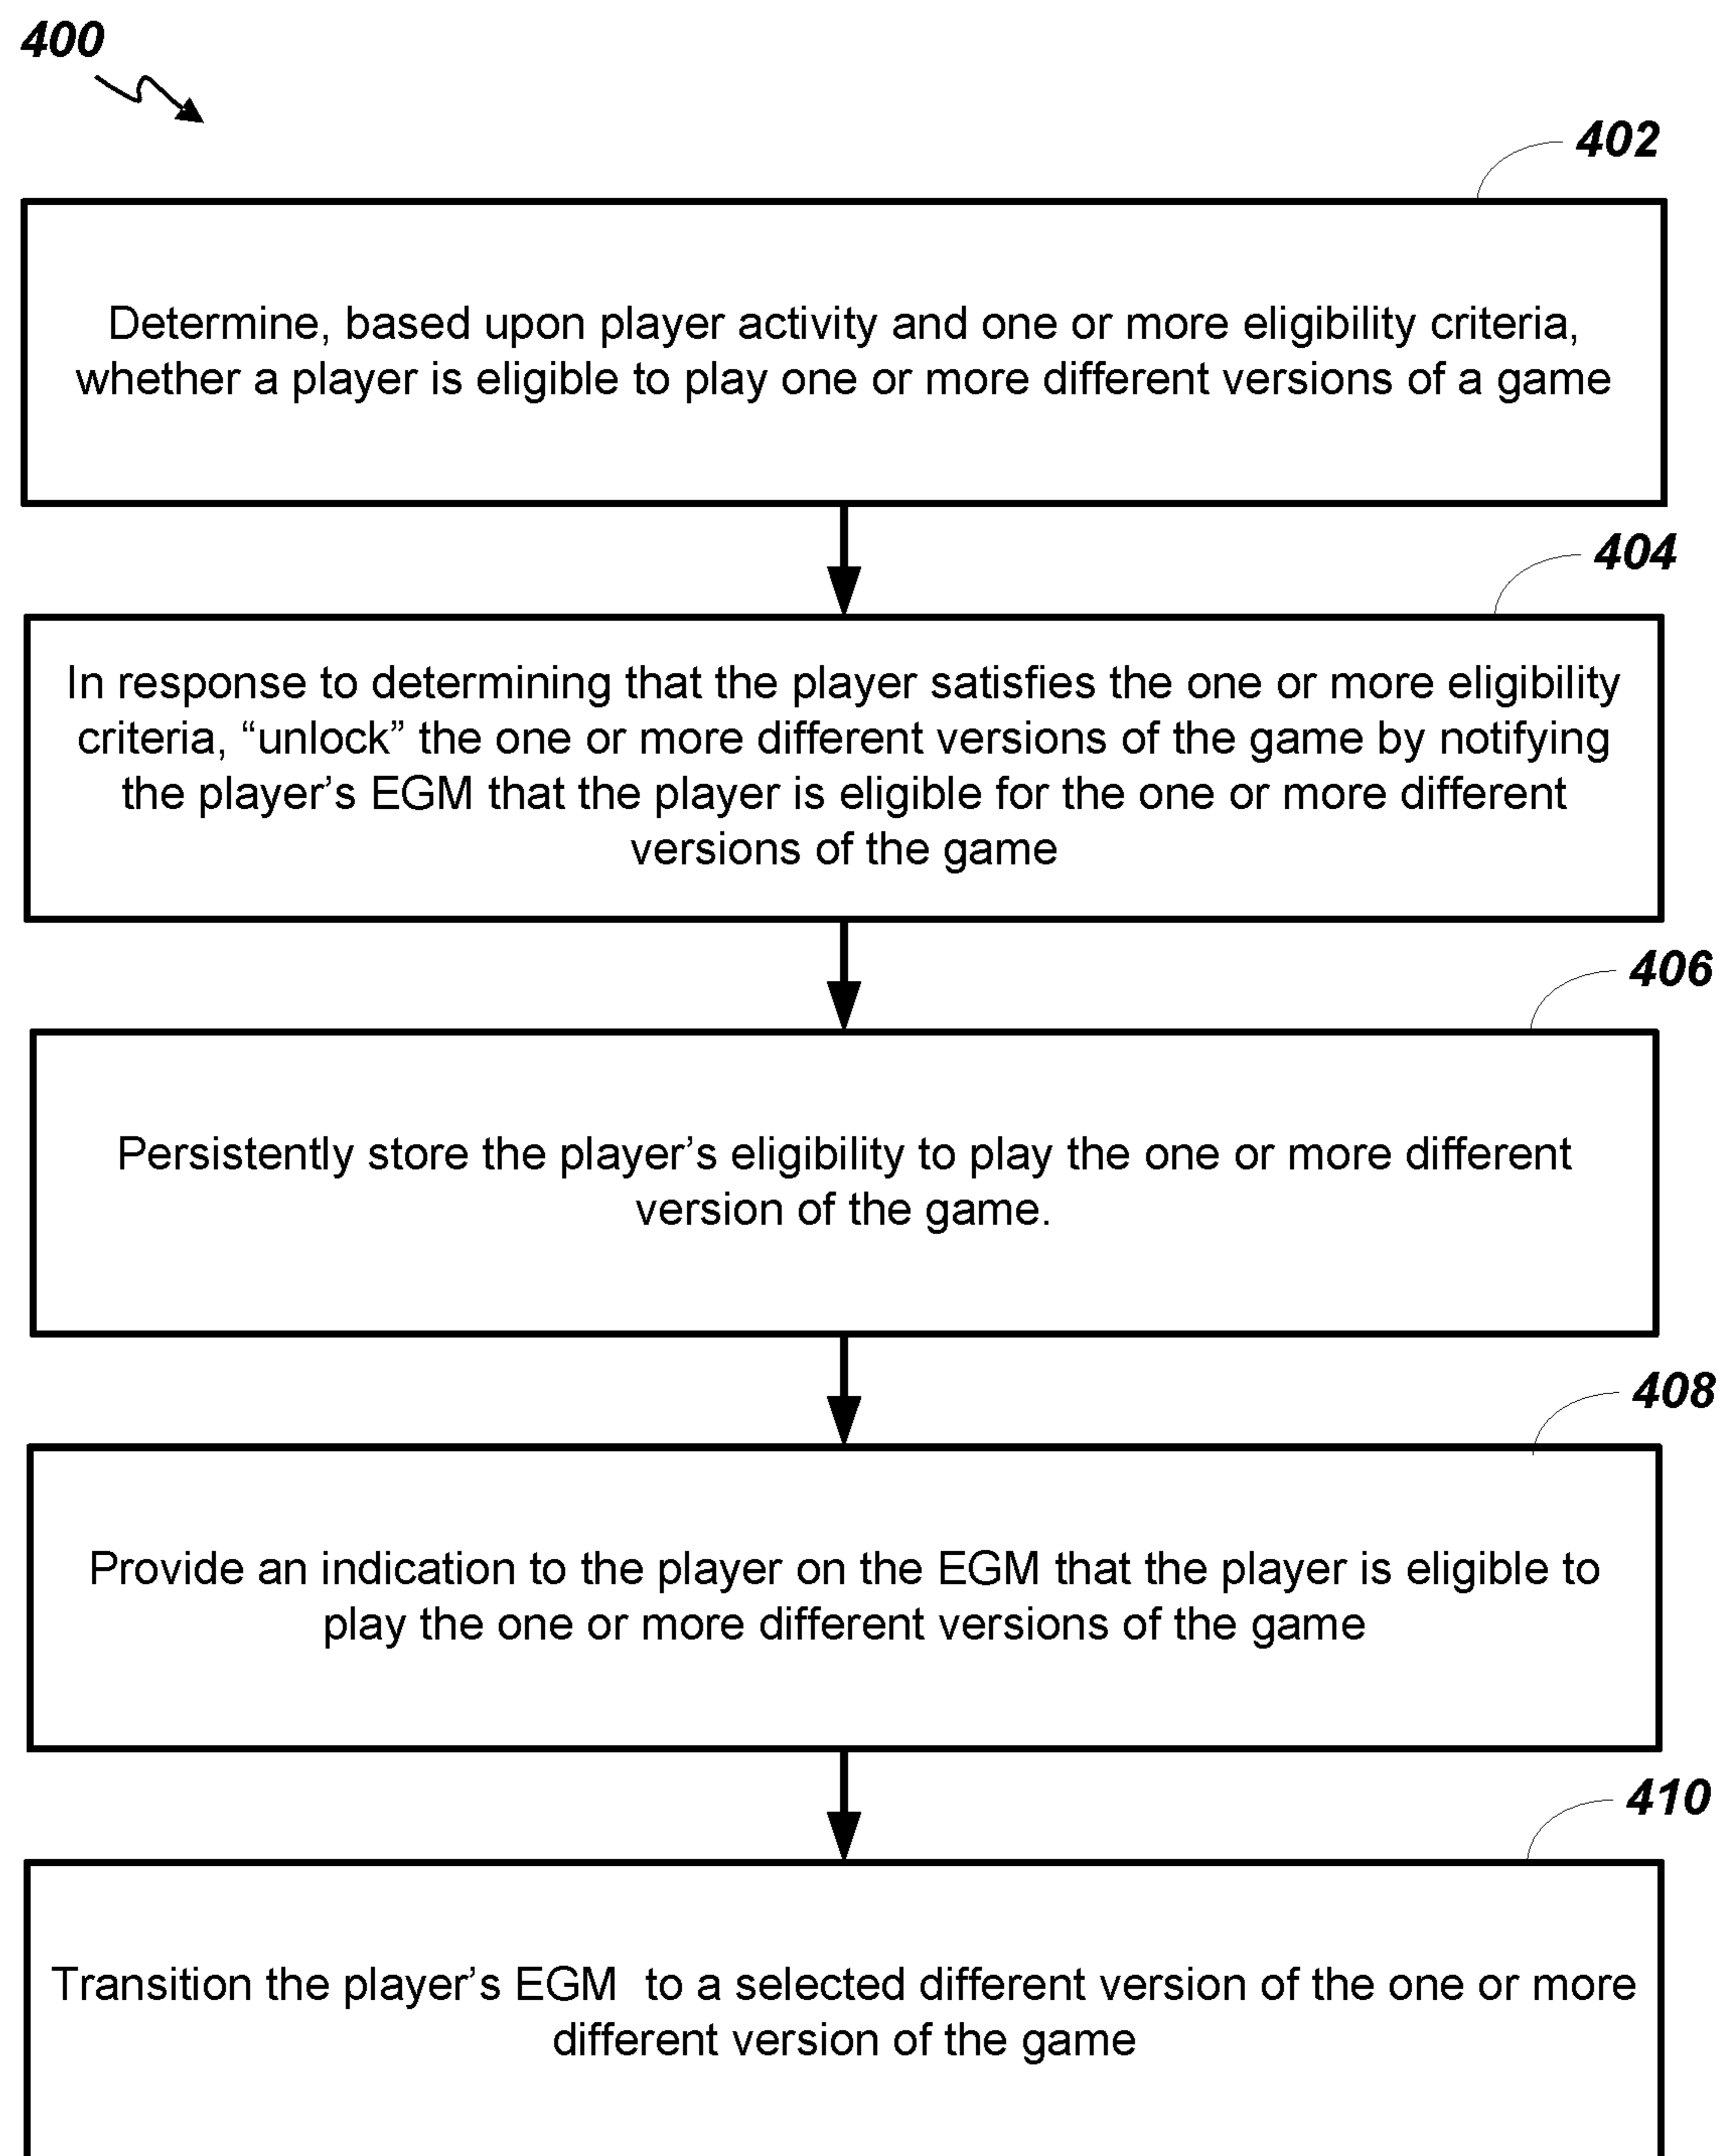 400
402
Determine, based upon player activity and one or more eligibility criteria,
whether a player is eligible to play one or more different versions of a game
404
In response to determining that the player satisfies the one or more eligibility
criteria, “unlock” the one or more different versions of the game by notifying
the player’s EGM that the player is eligible for the one or more different
versions of the game
406
Persistently store the player’s eligibility to play the one or more different
version of the game.
408
Provide an indication to the player on the EGM that the player is eligible to
play the one or more different versions of the game
410
Transition the player’s EGM  to a selected different version of the one or more
different version of the game